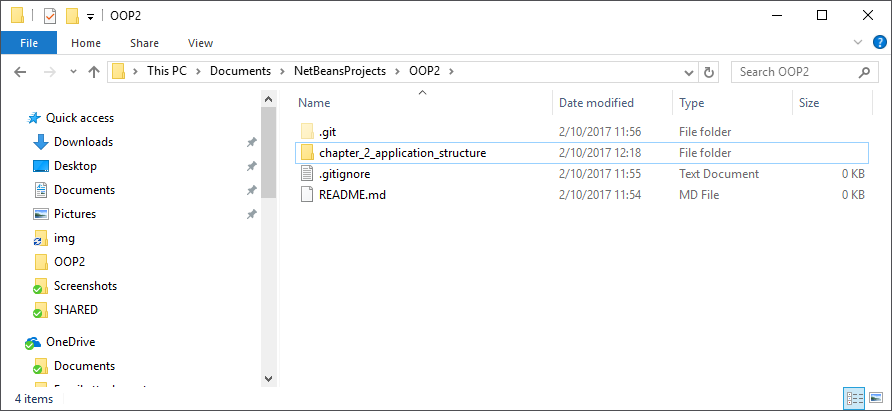 OOP2
File Home Share View
This PC Documents NetBeansProjects OOP2 Search OOP2
Name Date modified Type Size
Quick access
Downloads
Desktop
Documents
Pictures
img
OOP2
Screenshots
SHARED
OneDrive
Documents
.git 2/10/2017 11:56 File folder
chapter_2_application_structure 2/10/2017 12:18 File folder
.gitignore 2/10/2017 11:55 Text Document 0 KB
README.md 2/10/2017 11:54 MD File 0 KB
4 items